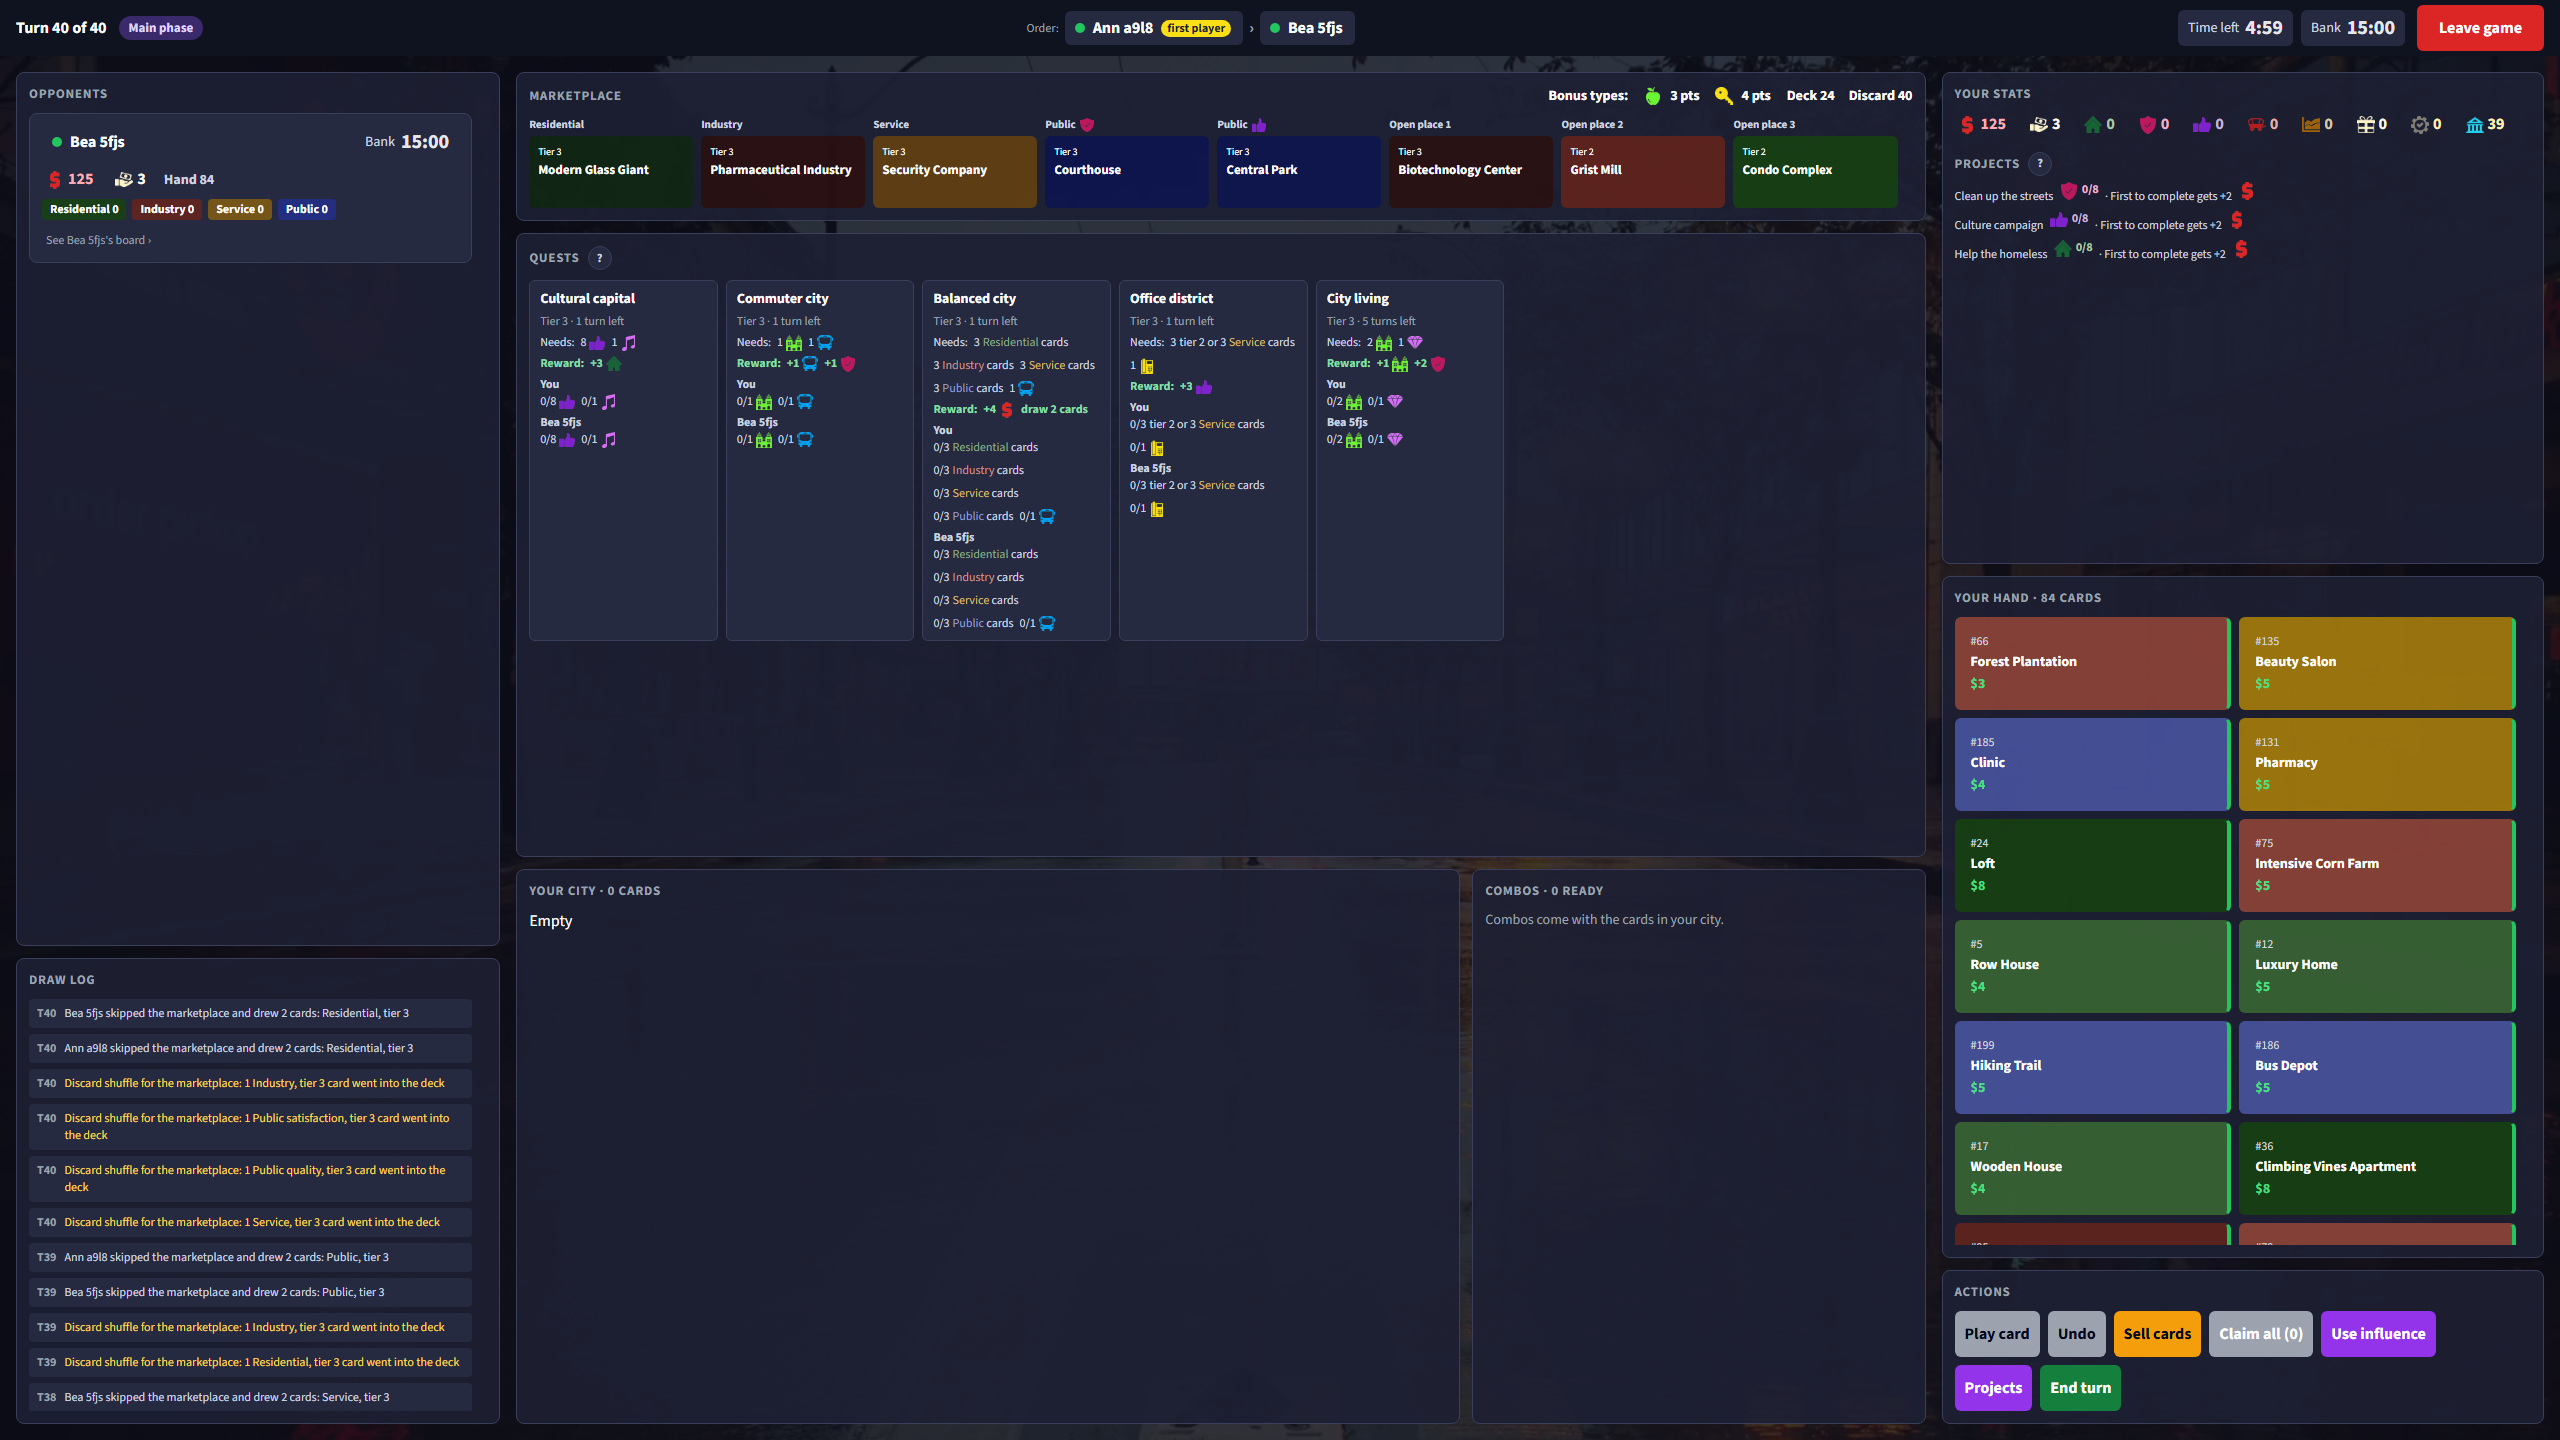 Turn 40 of 40 Main phase
Order: Ann a9l8 first player › Bea 5fjs
Time left 4:59 Bank 15:00 Leave game
OPPONENTS
Bea 5fjs Bank 15:00
125 3 Hand 84
Residential 0 Industry 0 Service 0 Public 0
See Bea 5fjs's board ›
DRAW LOG
T40 Bea 5fjs skipped the marketplace and drew 2 cards: Residential, tier 3
T40 Ann a9l8 skipped the marketplace and drew 2 cards: Residential, tier 3
T40 Discard shuffle for the marketplace: 1 Industry, tier 3 card went into the deck
T40 Discard shuffle for the marketplace: 1 Public satisfaction, tier 3 card went into
the deck
T40 Discard shuffle for the marketplace: 1 Public quality, tier 3 card went into the
deck
T40 Discard shuffle for the marketplace: 1 Service, tier 3 card went into the deck
T39 Ann a9l8 skipped the marketplace and drew 2 cards: Public, tier 3
T39 Bea 5fjs skipped the marketplace and drew 2 cards: Public, tier 3
T39 Discard shuffle for the marketplace: 1 Industry, tier 3 card went into the deck
T39 Discard shuffle for the marketplace: 1 Residential, tier 3 card went into the deck
T38 Bea 5fjs skipped the marketplace and drew 2 cards: Service, tier 3
MARKETPLACE
Bonus types: 3 pts 4 pts Deck 24 Discard 40
Residential
Tier 3
Modern Glass Giant
Industry
Tier 3
Pharmaceutical Industry
Service
Tier 3
Security Company
Public
Tier 3
Courthouse
Public
Tier 3
Central Park
Open place 1
Tier 3
Biotechnology Center
Open place 2
Tier 2
Grist Mill
Open place 3
Tier 2
Condo Complex
QUESTS ?
Cultural capital
Tier 3 · 1 turn left
Needs: 8 1
Reward: +3
You
0/8 0/1
Bea 5fjs
0/8 0/1
Commuter city
Tier 3 · 1 turn left
Needs: 1 1
Reward: +1 +1
You
0/1 0/1
Bea 5fjs
0/1 0/1
Balanced city
Tier 3 · 1 turn left
Needs: 3 Residential cards
3 Industry cards 3 Service cards
3 Public cards 1
Reward: +4 draw 2 cards
You
0/3 Residential cards
0/3 Industry cards
0/3 Service cards
0/3 Public cards 0/1
Bea 5fjs
0/3 Residential cards
0/3 Industry cards
0/3 Service cards
0/3 Public cards 0/1
Office district
Tier 3 · 1 turn left
Needs: 3 tier 2 or 3 Service cards
1
Reward: +3
You
0/3 tier 2 or 3 Service cards
0/1
Bea 5fjs
0/3 tier 2 or 3 Service cards
0/1
City living
Tier 3 · 5 turns left
Needs: 2 1
Reward: +1 +2
You
0/2 0/1
Bea 5fjs
0/2 0/1
YOUR CITY · 0 CARDS
Empty
COMBOS · 0 READY
Combos come with the cards in your city.
YOUR STATS
125 3 0 0 0 0 0 0 0 39
PROJECTS ?
Clean up the streets 0/8 · First to complete gets +2
Culture campaign 0/8 · First to complete gets +2
Help the homeless 0/8 · First to complete gets +2
YOUR HAND · 84 CARDS
#66
Forest Plantation
$3
#135
Beauty Salon
$5
#185
Clinic
$4
#131
Pharmacy
$5
#24
Loft
$8
#75
Intensive Corn Farm
$5
#5
Row House
$4
#12
Luxury Home
$5
#199
Hiking Trail
$5
#186
Bus Depot
$5
#17
Wooden House
$4
#36
Climbing Vines Apartment
$8
ACTIONS
Play card Undo Sell cards Claim all (0) Use influence
Projects End turn